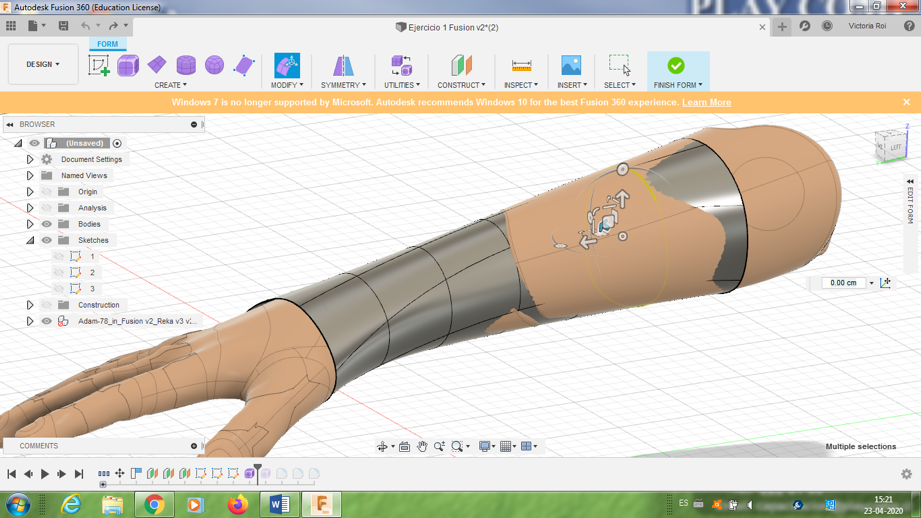 Autodesk Fusion 360 (Education License)
Ejercicio 1 Fusion v2*(2)
Victoria Roi
FORM
DESIGN
CREATE
MODIFY
SYMMETRY
UTILITIES
CONSTRUCT
INSPECT
INSERT
SELECT
FINISH FORM
Windows 7 is no longer supported by Microsoft. Autodesk recommends Windows 10 for the best Fusion 360 experience. Learn More
BROWSER
(Unsaved)
Document Settings
Named Views
Origin
Analysis
Bodies
Sketches
1
2
3
Construction
Adam-78_in_Fusion v2_Reka v3 v:...
LEFT
EDIT FORM
0.00 cm
COMMENTS
Multiple selections
ES
15:21
23-04-2020